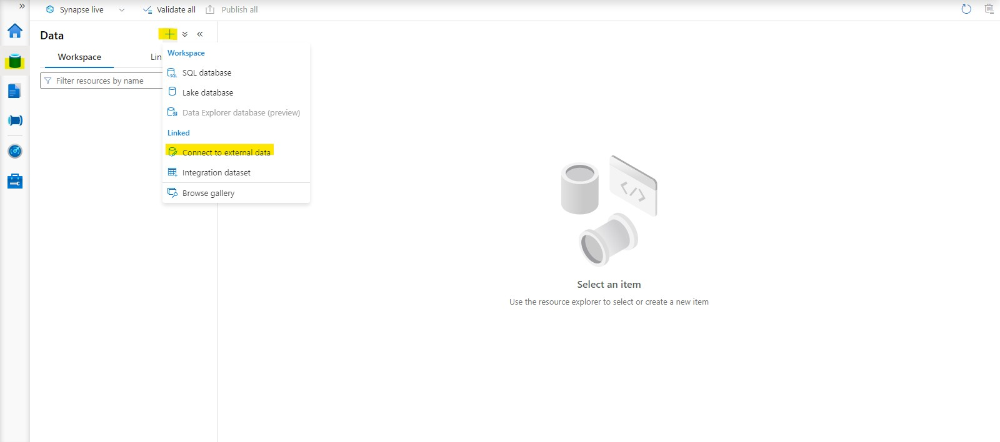 Synapse live
Validate all
Publish all
Data
Workspace
Lin
Filter resources by name
Workspace
SQL database
Lake database
Data Explorer database (preview)
Linked
Connect to external data
Integration dataset
Browse gallery
Select an item
Use the resource explorer to select or create a new item